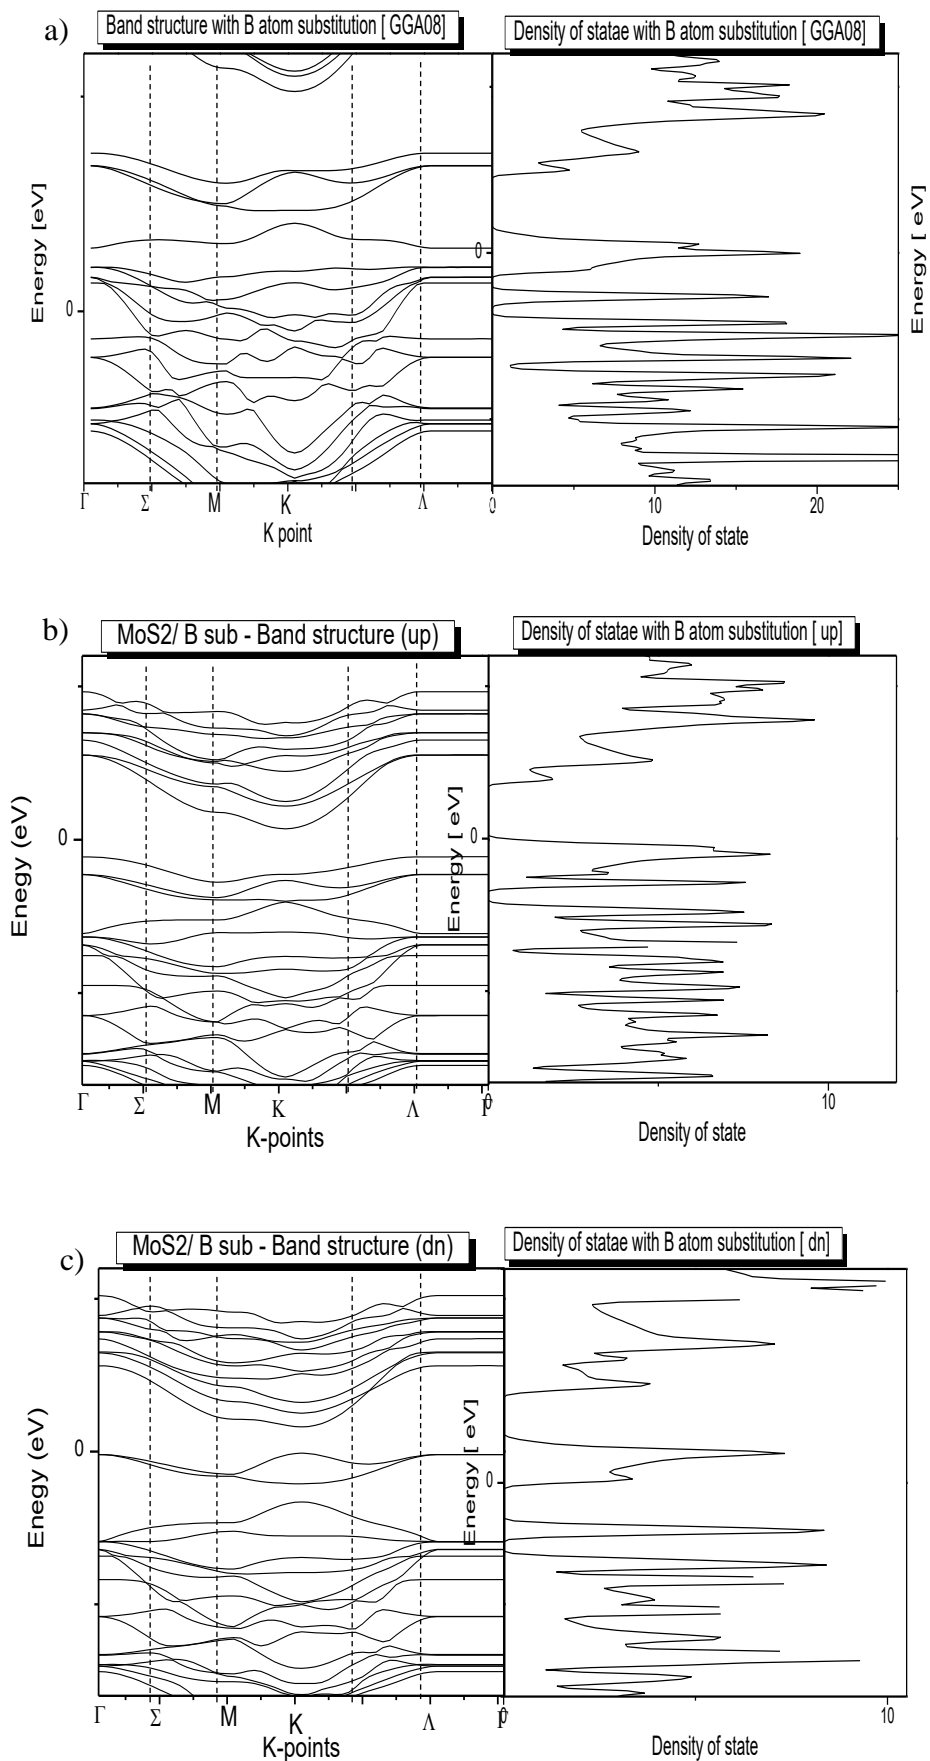 a)
Band structure with B atom substitution [ GGA08]
Density of statae with B atom substitution [ GGA08]
Energy [eV]
0
0
Energy [ eV]
Γ Σ M K Λ
0 10 20
K point
Density of state
b)
MoS2/ B sub - Band structure (up)
Density of statae with B atom substitution [ up]
Enegy (eV)
0
Energy [ eV]
0
Γ Σ M K Λ Γ
0 10
K-points
Density of state
c)
MoS2/ B sub - Band structure (dn)
Density of statae with B atom substitution [ dn]
Enegy (eV)
0
Energy [ eV]
0
Γ Σ M K Λ Γ
0 10
K-points
Density of state